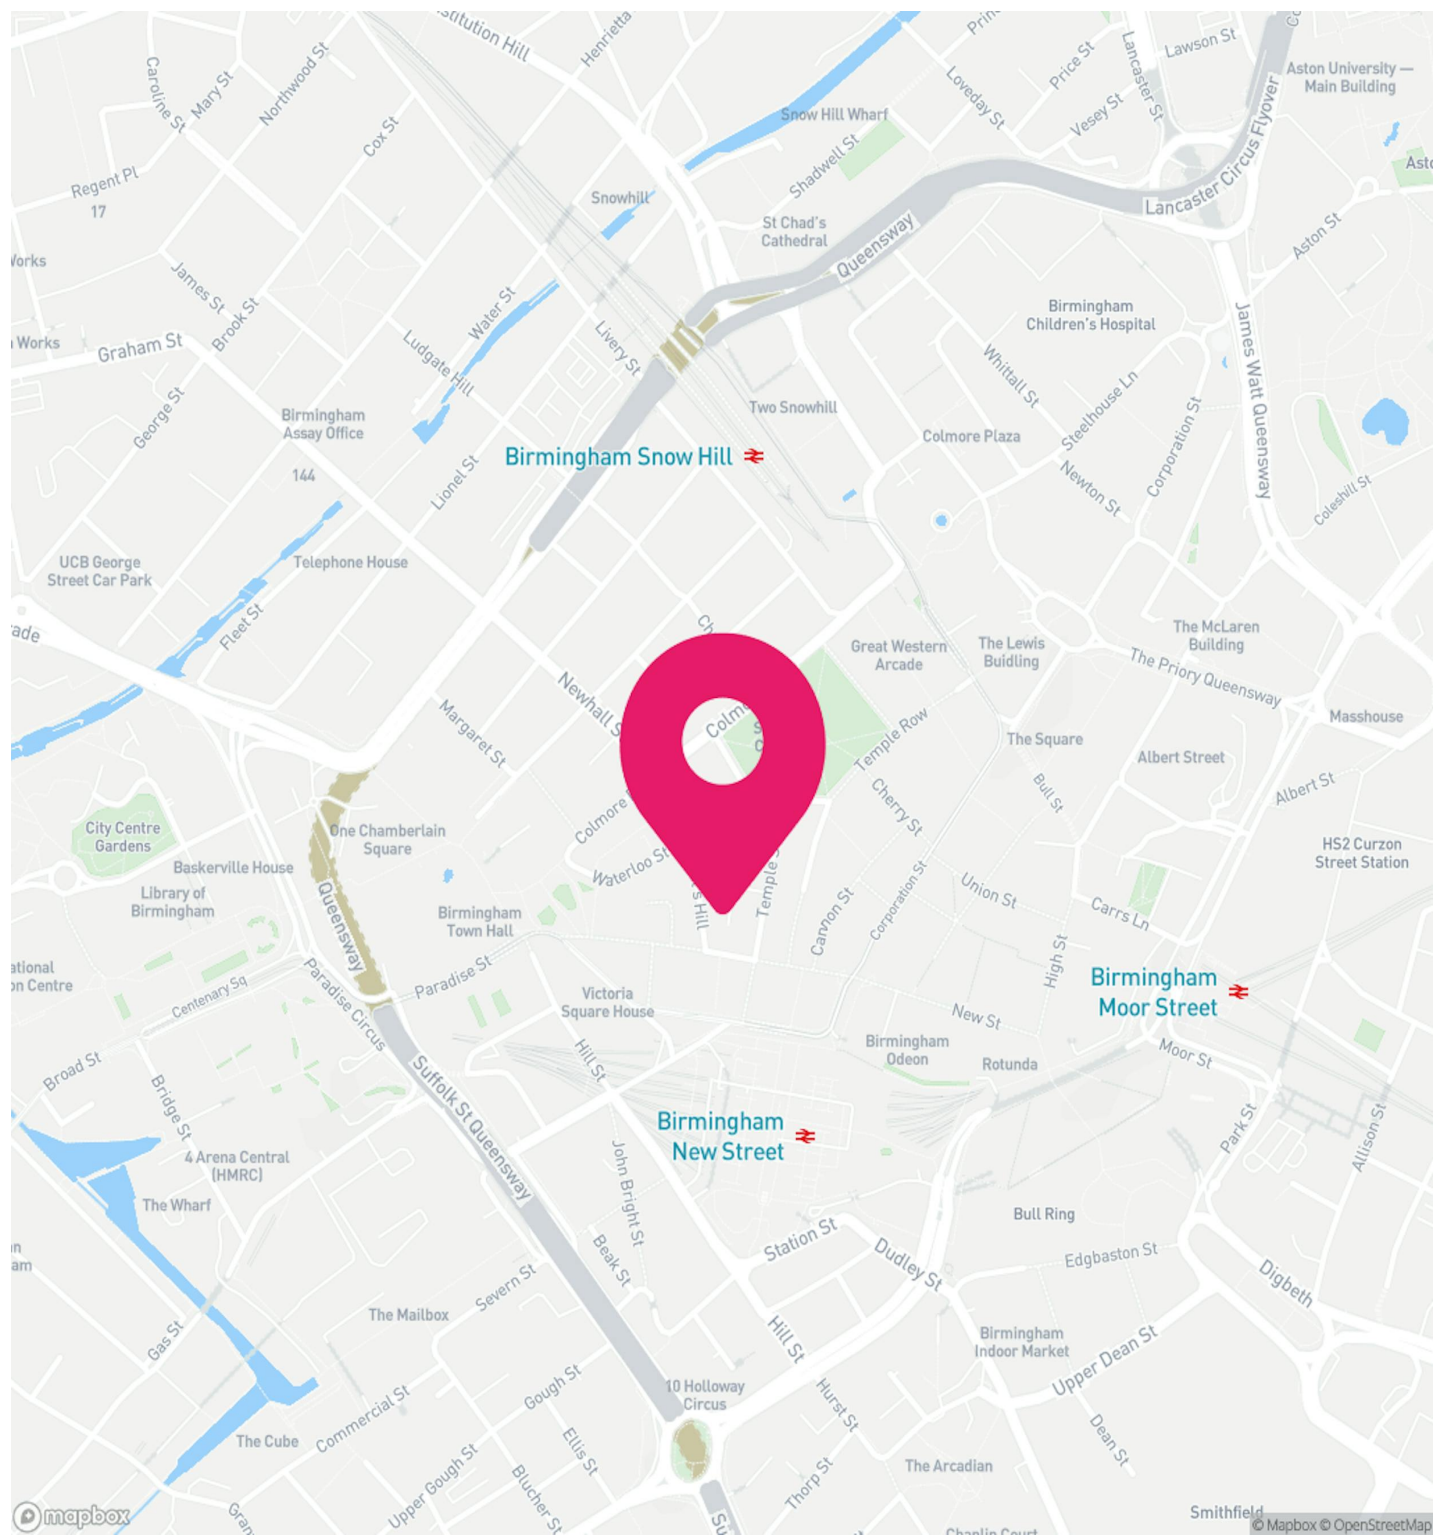 Institution Hill
Henrietta
Caroline St
Mary St
Northwood St
Cox St
Regent Pl
17
Lancaster St
Lawson St
Price St
Loveday St
Vesey St
Aston University —
Main Building
Snow Hill Wharf
Shadwell St
Lancaster Circus Flyover
Snowhill
St Chad's
Cathedral
Queensway
Aston St
James St
Brook St
Water St
Works
Graham St
Ludgate Hill
Livery St
Birmingham
Children's Hospital
James Watt Queensway
Whittall St
Steelhouse Ln
Corporation St
George St
Birmingham
Assay Office
144
Two Snowhill
Colmore Plaza
Birmingham Snow Hill
Lionel St
Newton St
Coleshill St
UCB George
Street Car Park
Telephone House
Fleet St
Great Western
Arcade
The Lewis
Buidling
The McLaren
Building
The Priory Queensway
Newhall S
Margaret St
Colmo
Temple Row
The Square
Masshouse
Albert Street
Albert St
Bull St
Cherry St
City Centre
Gardens
One Chamberlain
Square
Colmore
Waterloo St
HS2 Curzon
Street Station
Baskerville House
Library of
Birmingham
Queensway
Birmingham
Town Hall
's Hill
Temple S
Cannon St
Corporation St
Union St
Carrs Ln
High St
Paradise St
Centenary Sq
Paradise Circus
Victoria
Square House
New St
Birmingham
Moor Street
Birmingham
Odeon
Rotunda
Moor St
Broad St
Bridge St
Hill St
Suffolk St Queensway
Birmingham
New Street
Park St
Allison St
4 Arena Central
(HMRC)
The Wharf
John Bright St
Bull Ring
Station St
Dudley St
Edgbaston St
Digbeth
Beak St
Severn St
The Mailbox
Gas St
Hill St
Birmingham
Indoor Market
Upper Dean St
10 Holloway
Circus
Gough St
Commercial St
Hurst St
Dean St
The Cube
Upper Gough St
Ellis St
Blucher St
Thorp St
The Arcadian
Smithfield
Chaplin Court
mapbox
© Mapbox © OpenStreetMap